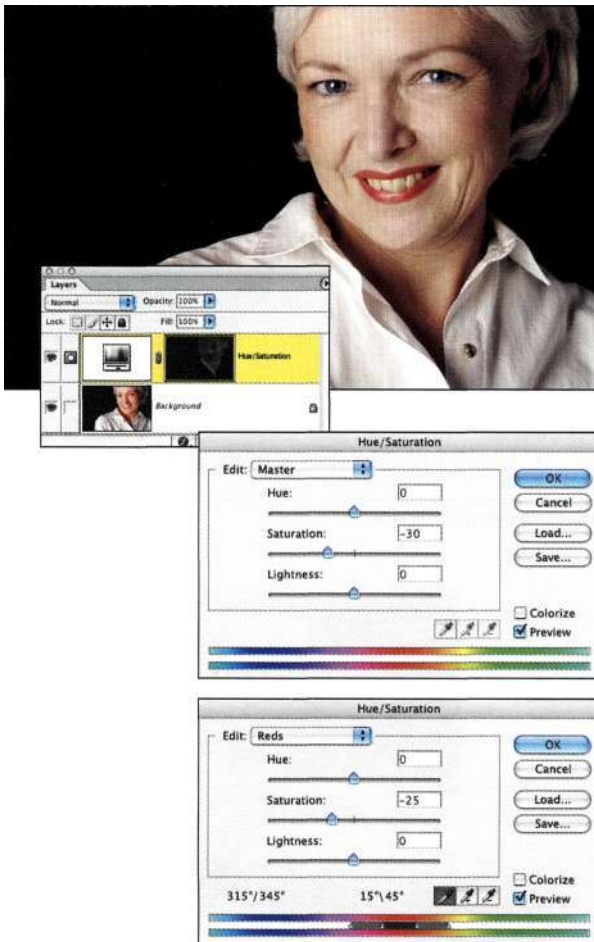 Layers
Normal Opacity: 100%
Lock: Fill: 100%
Hue/Saturation
Background
Hue/Saturation
Edit: Master
OK
Hue: 0
Cancel
Saturation: -30
Load...
Save...
Lightness: 0
Colorize
Preview
Hue/Saturation
Edit: Reds
OK
Hue: 0
Cancel
Saturation: -25
Load...
Save...
Lightness: 0
Colorize
315°/345° 15°\45° Preview